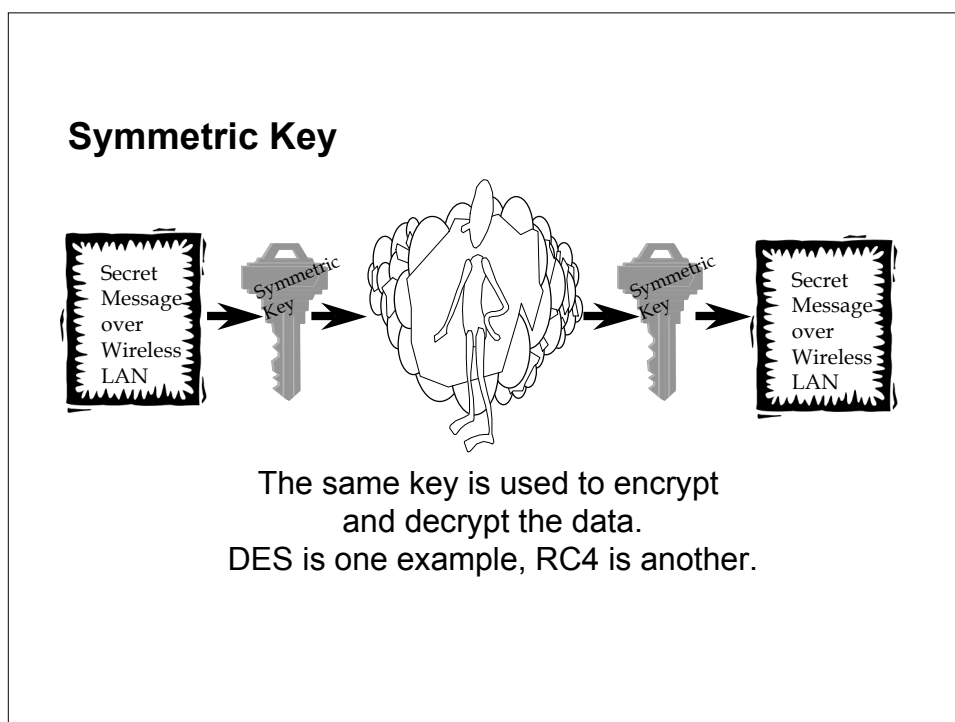 Symmetric Key
Secret
Message
over
Wireless
LAN
Symmetric
Key
Symmetric
Key
Secret
Message
over
Wireless
LAN
The same key is used to encrypt
and decrypt the data.
DES is one example, RC4 is another.